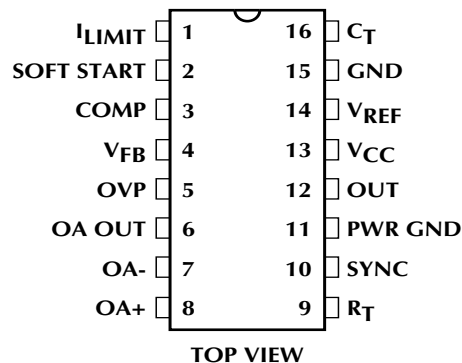 I_LIMIT 1 16 C_T
SOFT START 2 15 GND
COMP 3 14 V_REF
V_FB 4 13 V_CC
OVP 5 12 OUT
OA OUT 6 11 PWR GND
OA- 7 10 SYNC
OA+ 8 9 R_T
TOP VIEW